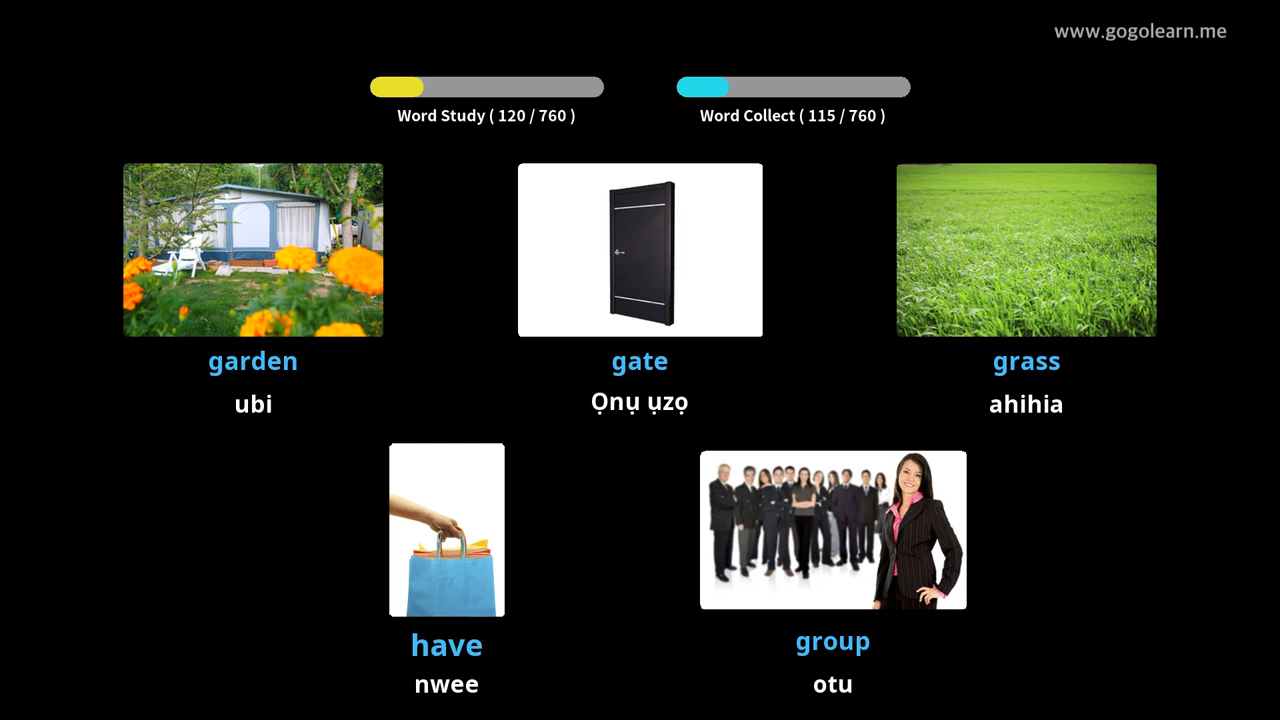 www.gogolearn.me
Word Study ( 120 / 760 )
Word Collect ( 115 / 760 )
garden
gate
grass
ubi
Ọnụ ụzọ
ahihia
have
group
nwee
otu